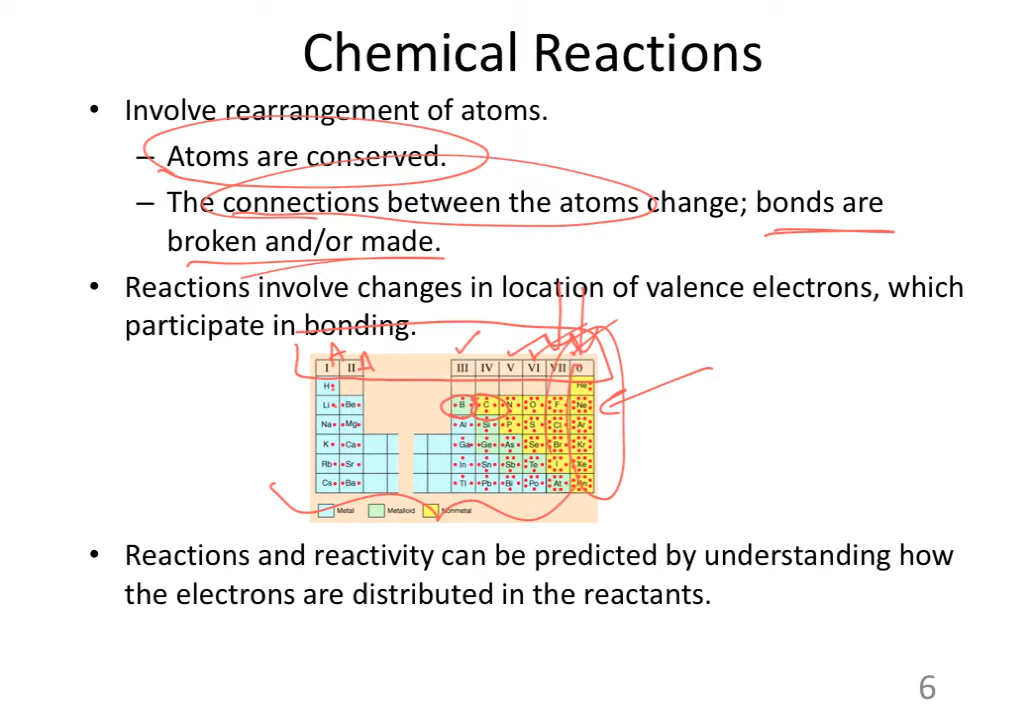 Chemical Reactions
• Involve rearrangement of atoms.
– Atoms are conserved.
– The connections between the atoms change; bonds are
broken and/or made.
• Reactions involve changes in location of valence electrons, which
participate in bonding.
A A
I II III IV V VI VII 0
H He
Li Be B C N O F Ne
Na Mg Al Si P S Cl Ar
K Ca Ga Ge As Se Br Kr
Rb Sr In Sn Sb Te I Xe
Cs Ba Tl Pb Bi Po At Rn
Metal Metalloid Nonmetal
• Reactions and reactivity can be predicted by understanding how
the electrons are distributed in the reactants.
6